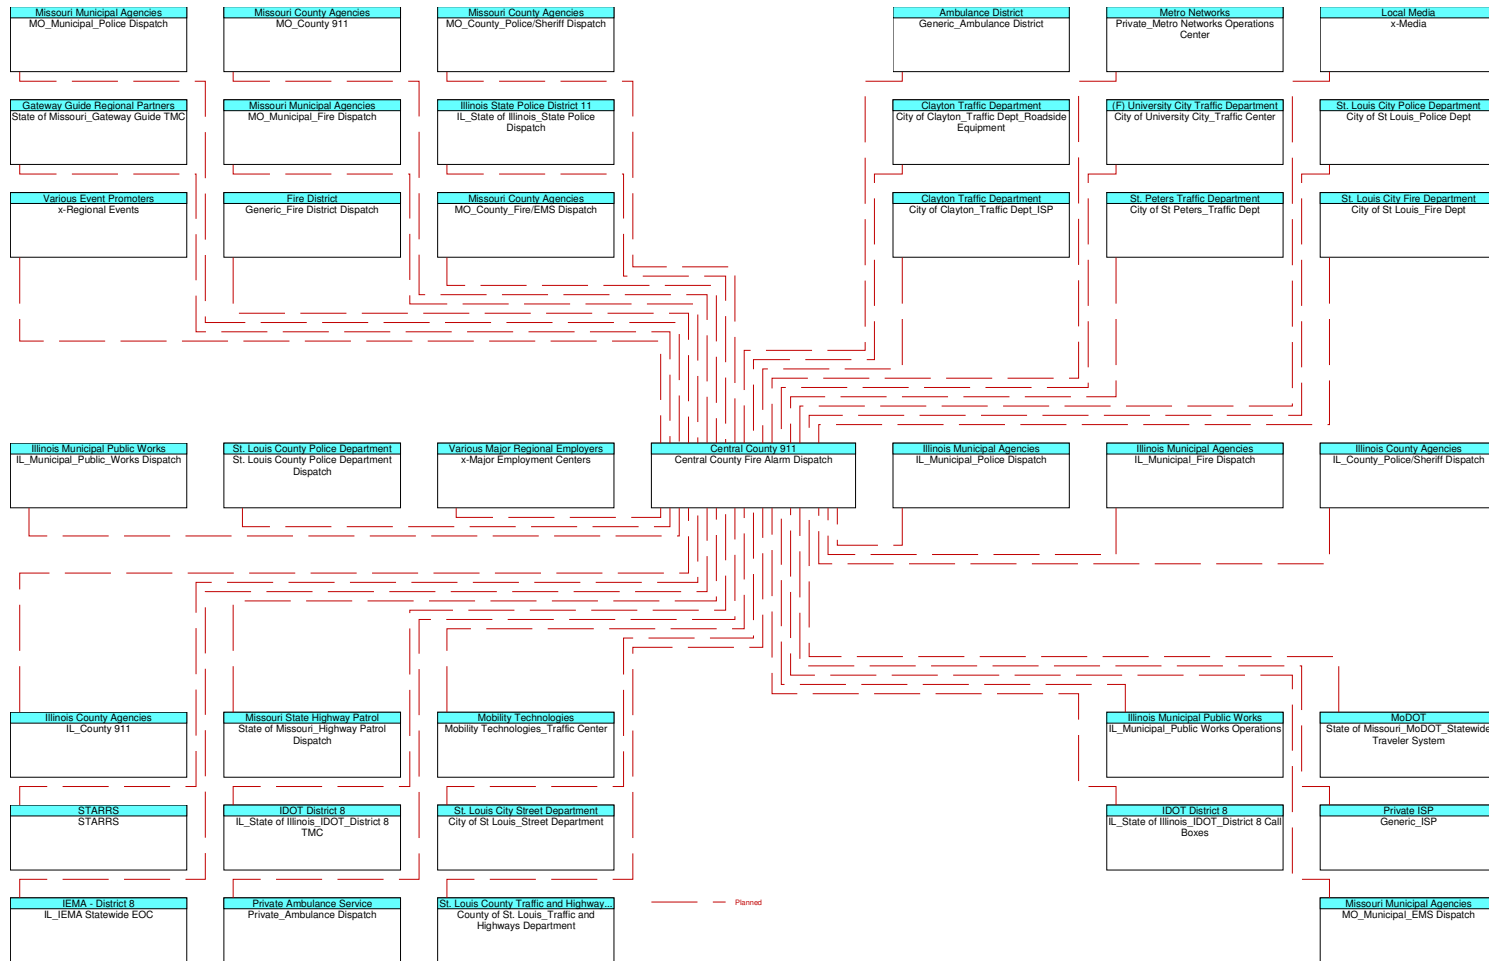 Missouri Municipal Agencies
MO_Municipal_Police Dispatch
Missouri County Agencies
MO_County 911
Missouri County Agencies
MO_County_Police/Sheriff Dispatch
Ambulance District
Generic_Ambulance District
Metro Networks
Private_Metro Networks Operations
Center
Local Media
x-Media
Gateway Guide Regional Partners
State of Missouri_Gateway Guide TMC
Missouri Municipal Agencies
MO_Municipal_Fire Dispatch
Illinois State Police District 11
IL_State of Illinois_State Police
Dispatch
Clayton Traffic Department
City of Clayton_Traffic Dept_Roadside
Equipment
(F) University City Traffic Department
City of University City_Traffic Center
St. Louis City Police Department
City of St Louis_Police Dept
Various Event Promoters
x-Regional Events
Fire District
Generic_Fire District Dispatch
Missouri County Agencies
MO_County_Fire/EMS Dispatch
Clayton Traffic Department
City of Clayton_Traffic Dept_ISP
St. Peters Traffic Department
City of St Peters_Traffic Dept
St. Louis City Fire Department
City of St Louis_Fire Dept
Illinois Municipal Public Works
IL_Municipal_Public_Works Dispatch
St. Louis County Police Department
St. Louis County Police Department
Dispatch
Various Major Regional Employers
x-Major Employment Centers
Central County 911
Central County Fire Alarm Dispatch
Illinois Municipal Agencies
IL_Municipal_Police Dispatch
Illinois Municipal Agencies
IL_Municipal_Fire Dispatch
Illinois County Agencies
IL_County_Police/Sheriff Dispatch
Illinois County Agencies
IL_County 911
Missouri State Highway Patrol
State of Missouri_Highway Patrol
Dispatch
Mobility Technologies
Mobility Technologies_Traffic Center
Illinois Municipal Public Works
IL_Municipal_Public Works Operations
MoDOT
State of Missouri_MoDOT_Statewide
Traveler System
STARRS
STARRS
IDOT District 8
IL_State of Illinois_IDOT_District 8
TMC
St. Louis City Street Department
City of St Louis_Street Department
IDOT District 8
IL_State of Illinois_IDOT_District 8 Call
Boxes
Private ISP
Generic_ISP
IEMA - District 8
IL_IEMA Statewide EOC
Private Ambulance Service
Private_Ambulance Dispatch
St. Louis County Traffic and Highway...
County of St. Louis_Traffic and
Highways Department
Planned
Missouri Municipal Agencies
MO_Municipal_EMS Dispatch